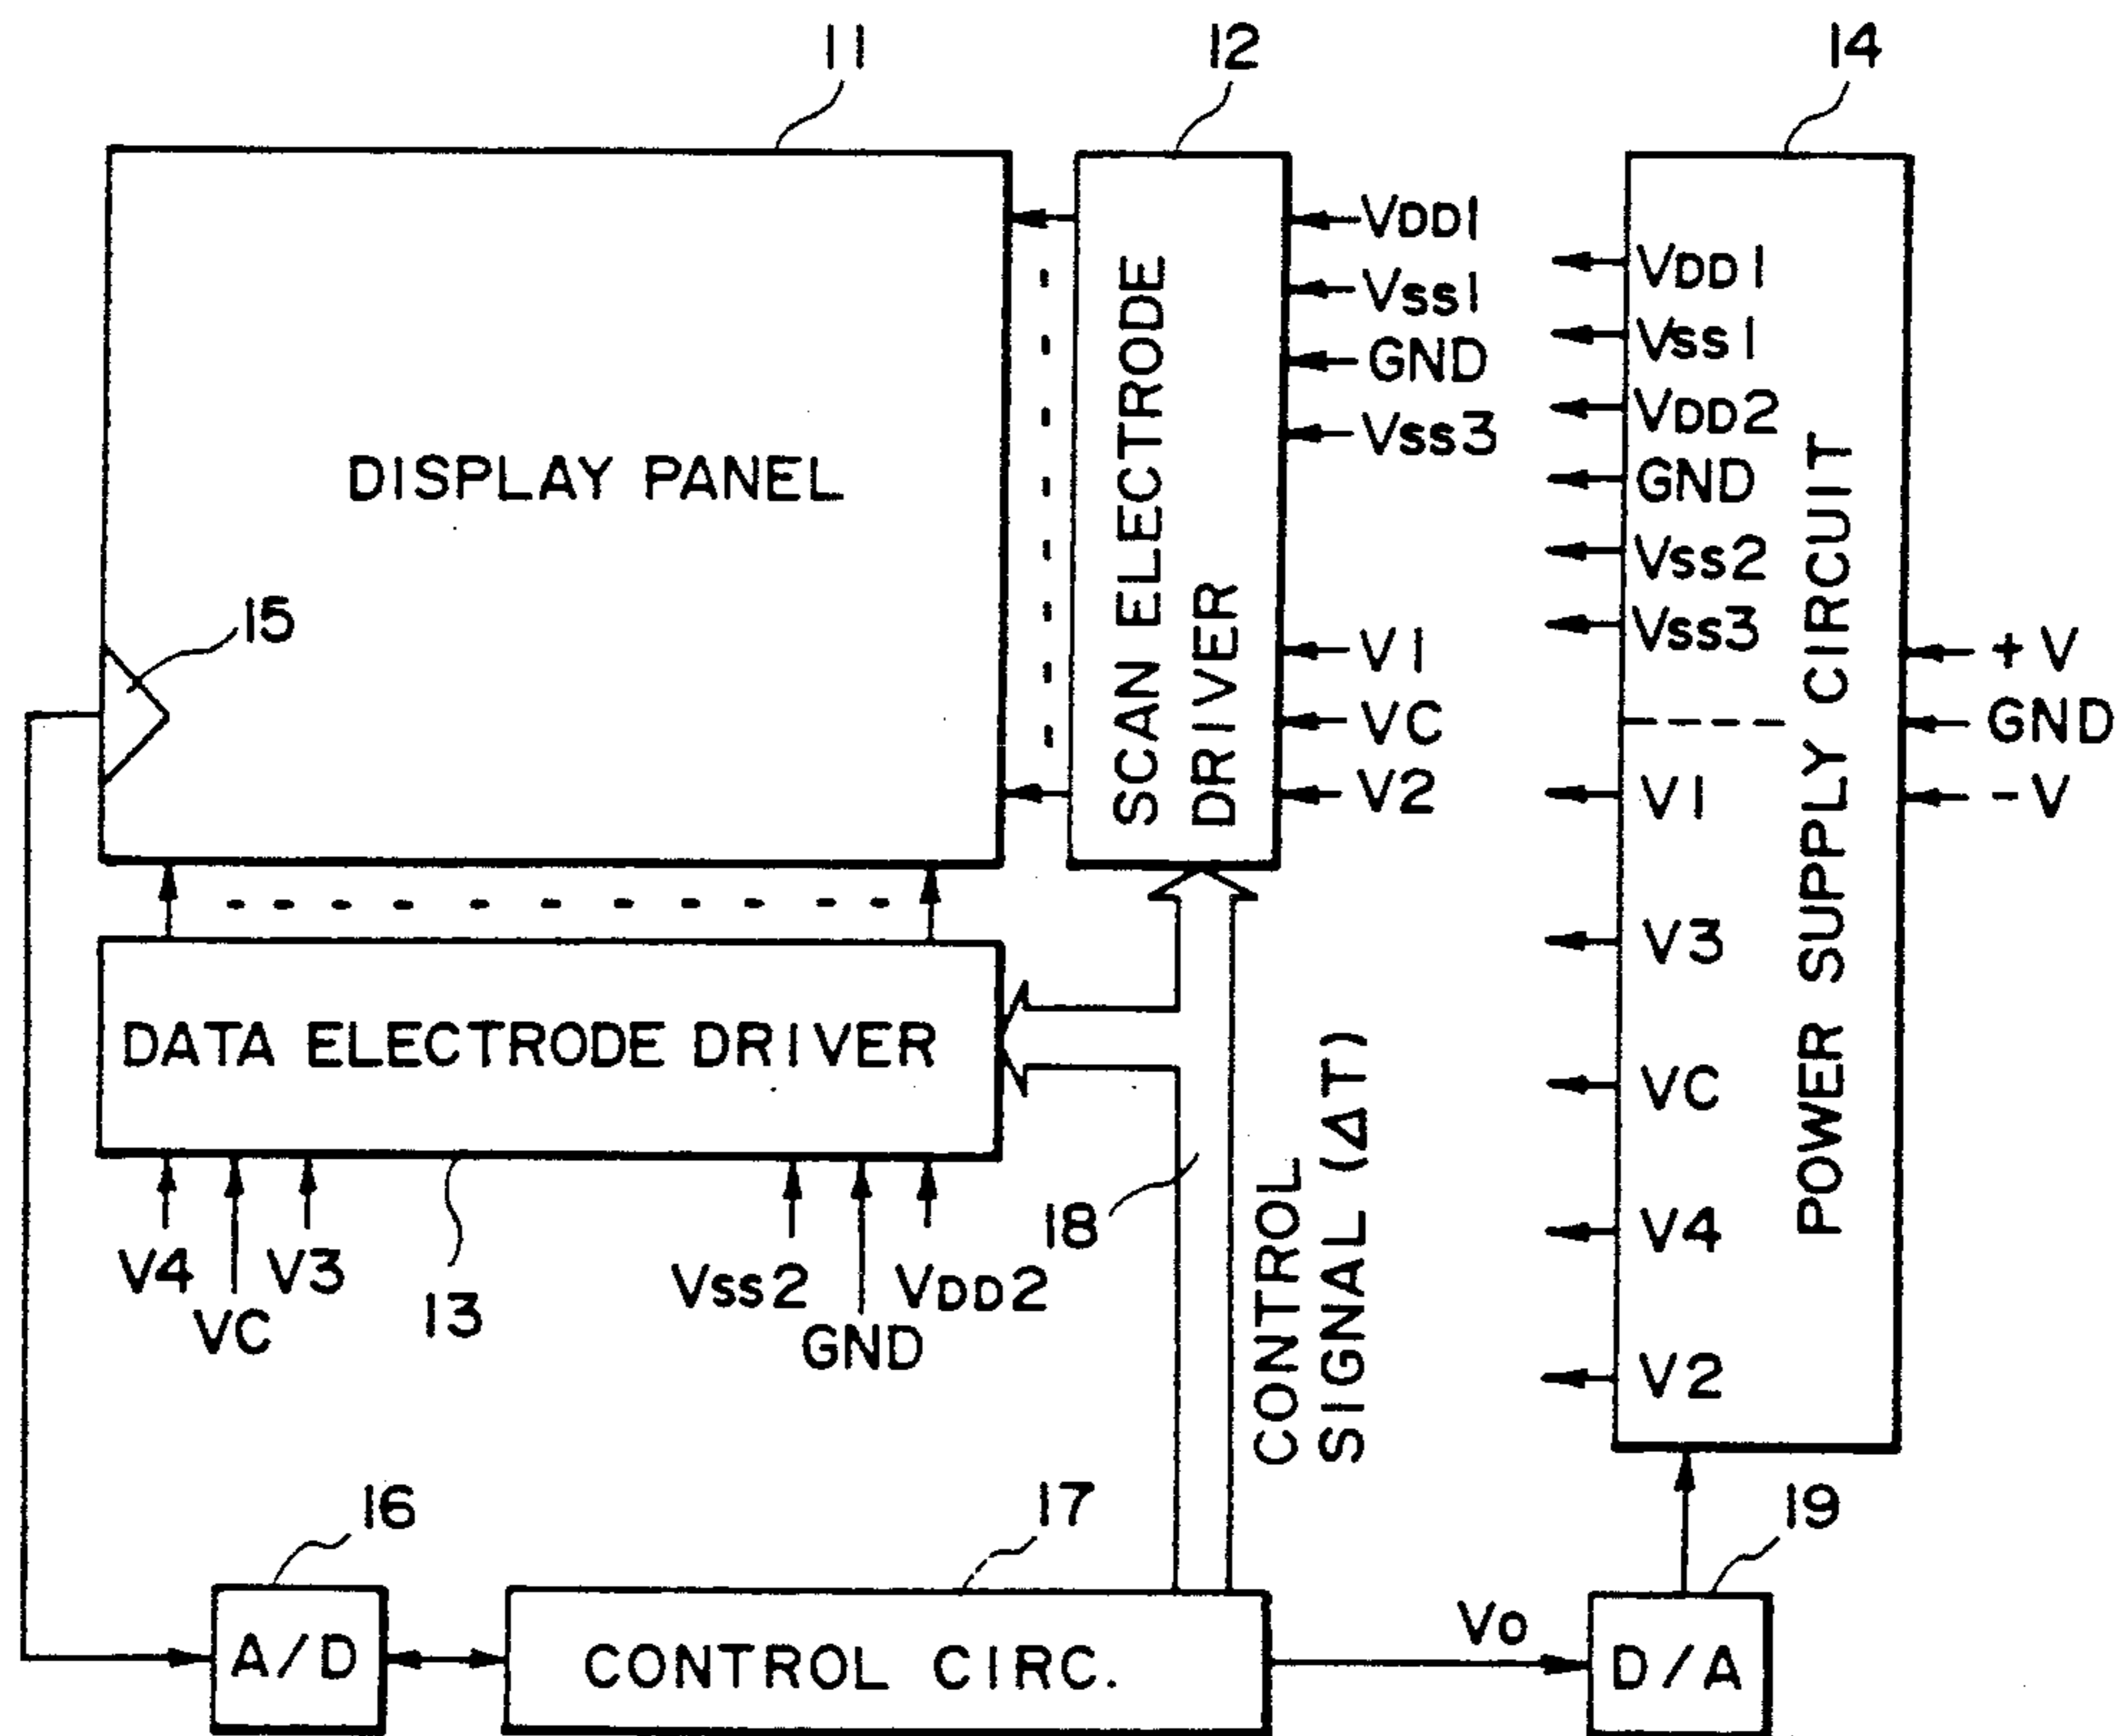 11
12
14
DISPLAY PANEL
15
SCAN ELECTRODE
DRIVER
VDD1
Vss1
GND
Vss3
V1
VC
V2
VDD1
Vss1
VDD2
GND
Vss2
Vss3
V1
V3
VC
V4
V2
POWER SUPPLY CIRCUIT
+V
GND
-V
DATA ELECTRODE DRIVER
V4
VC
V3
13
Vss2
GND
VDD2
18
CONTROL
SIGNAL (ΔT)
16
17
19
A/D
CONTROL CIRC.
Vo
D/A